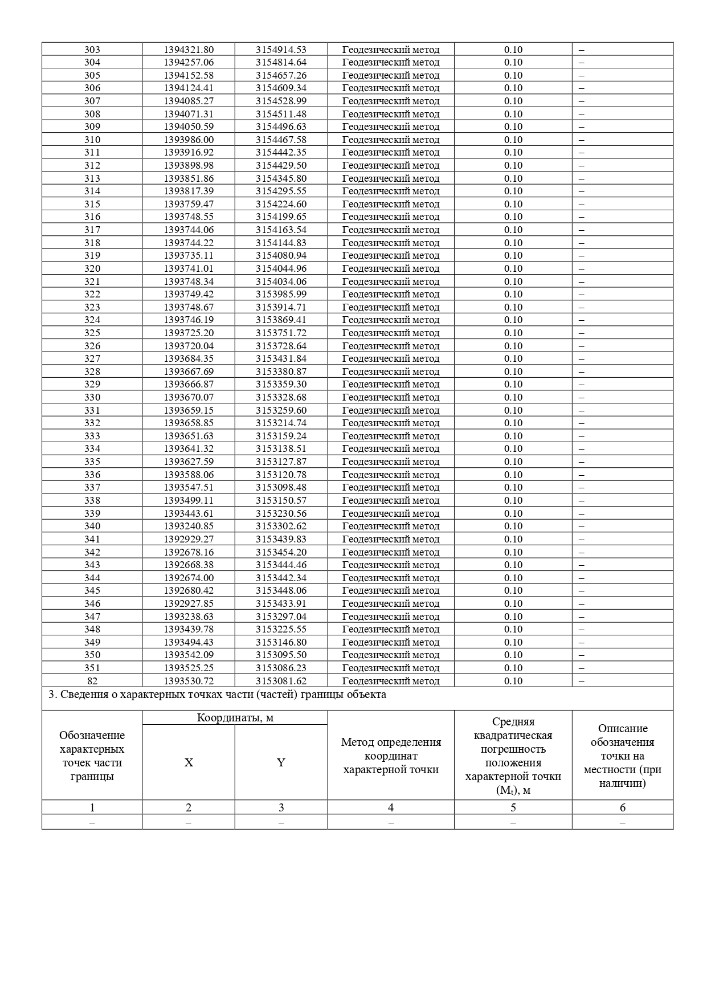 303 1394321.80 3154914.53 Геодезический метод 0.10 –
304 1394257.06 3154814.64 Геодезический метод 0.10 –
305 1394152.58 3154657.26 Геодезический метод 0.10 –
306 1394124.41 3154609.34 Геодезический метод 0.10 –
307 1394085.27 3154528.99 Геодезический метод 0.10 –
308 1394071.31 3154511.48 Геодезический метод 0.10 –
309 1394050.59 3154496.63 Геодезический метод 0.10 –
310 1393986.00 3154467.58 Геодезический метод 0.10 –
311 1393916.92 3154442.35 Геодезический метод 0.10 –
312 1393898.98 3154429.50 Геодезический метод 0.10 –
313 1393851.86 3154345.80 Геодезический метод 0.10 –
314 1393817.39 3154295.55 Геодезический метод 0.10 –
315 1393759.47 3154224.60 Геодезический метод 0.10 –
316 1393748.55 3154199.65 Геодезический метод 0.10 –
317 1393744.06 3154163.54 Геодезический метод 0.10 –
318 1393744.22 3154144.83 Геодезический метод 0.10 –
319 1393735.11 3154080.94 Геодезический метод 0.10 –
320 1393741.01 3154044.96 Геодезический метод 0.10 –
321 1393748.34 3154034.06 Геодезический метод 0.10 –
322 1393749.42 3153985.99 Геодезический метод 0.10 –
323 1393748.67 3153914.71 Геодезический метод 0.10 –
324 1393746.19 3153869.41 Геодезический метод 0.10 –
325 1393725.20 3153751.72 Геодезический метод 0.10 –
326 1393720.04 3153728.64 Геодезический метод 0.10 –
327 1393684.35 3153431.84 Геодезический метод 0.10 –
328 1393667.69 3153380.87 Геодезический метод 0.10 –
329 1393666.87 3153359.30 Геодезический метод 0.10 –
330 1393670.07 3153328.68 Геодезический метод 0.10 –
331 1393659.15 3153259.60 Геодезический метод 0.10 –
332 1393658.85 3153214.74 Геодезический метод 0.10 –
333 1393651.63 3153159.24 Геодезический метод 0.10 –
334 1393641.32 3153138.51 Геодезический метод 0.10 –
335 1393627.59 3153127.87 Геодезический метод 0.10 –
336 1393588.06 3153120.78 Геодезический метод 0.10 –
337 1393547.51 3153098.48 Геодезический метод 0.10 –
338 1393499.11 3153150.57 Геодезический метод 0.10 –
339 1393443.61 3153230.56 Геодезический метод 0.10 –
340 1393240.85 3153302.62 Геодезический метод 0.10 –
341 1392929.27 3153439.83 Геодезический метод 0.10 –
342 1392678.16 3153454.20 Геодезический метод 0.10 –
343 1392668.38 3153444.46 Геодезический метод 0.10 –
344 1392674.00 3153442.34 Геодезический метод 0.10 –
345 1392680.42 3153448.06 Геодезический метод 0.10 –
346 1392927.85 3153433.91 Геодезический метод 0.10 –
347 1393238.63 3153297.04 Геодезический метод 0.10 –
348 1393439.78 3153225.55 Геодезический метод 0.10 –
349 1393494.43 3153146.80 Геодезический метод 0.10 –
350 1393542.09 3153095.50 Геодезический метод 0.10 –
351 1393525.25 3153086.23 Геодезический метод 0.10 –
82 1393530.72 3153081.62 Геодезический метод 0.10 –
3. Сведения о характерных точках части (частей) границы объекта
Обозначение
характерных
точек части
границы
Координаты, м
X
Y
Метод определения
координат
характерной точки
Средняя
квадратическая
погрешность
положения
характерной точки
(Mt), м
Описание
обозначения
точки на
местности (при
наличии)
1 2 3 4 5 6
– – – – – –